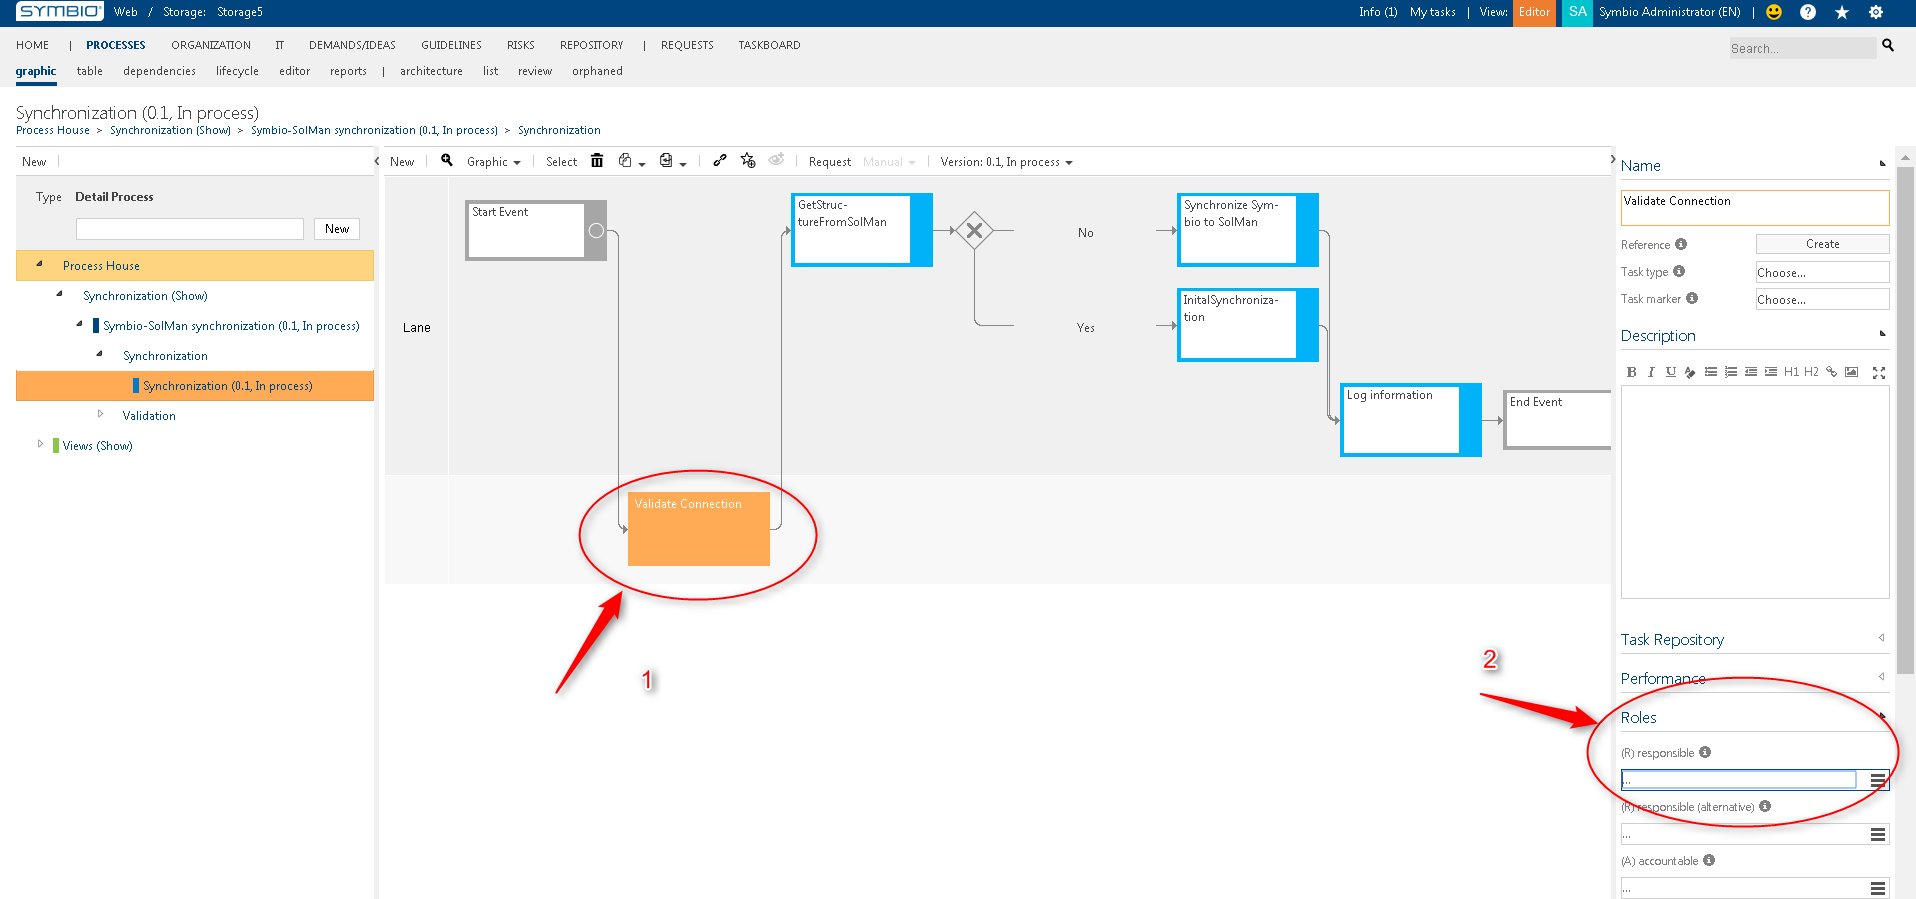 SYMBIO Web / Storage: Storage5 Info (1) My tasks | View: Editor SA Symbio Administrator (EN) |
HOME | PROCESSES ORGANIZATION IT DEMANDS/IDEAS GUIDELINES RISKS REPOSITORY | REQUESTS TASKBOARD
Search...
graphic table dependencies lifecycle editor reports | architecture list review orphaned
Synchronization (0.1, In process)
Process House > Synchronization (Show) > Symbio-SolMan synchronization (0.1, In process) > Synchronization
New
Type Detail Process
New
Process House
Synchronization (Show)
Symbio-SolMan synchronization (0.1, In process)
Synchronization
Synchronization (0.1, In process)
Validation
Views (Show)
New Graphic Select Request Manual Version: 0.1, In process
Lane
Start Event
GetStruc-
tureFromSolMan
No
Yes
Synchronize Sym-
bio to SolMan
InitalSynchroniza-
tion
Log information
End Event
Validate Connection
1
2
Name
Validate Connection
Reference Create
Task type Choose...
Task marker Choose...
Description
B I U H1 H2
Task Repository
Performance
Roles
(R) responsible
...
(R) responsible (alternative)
...
(A) accountable
...